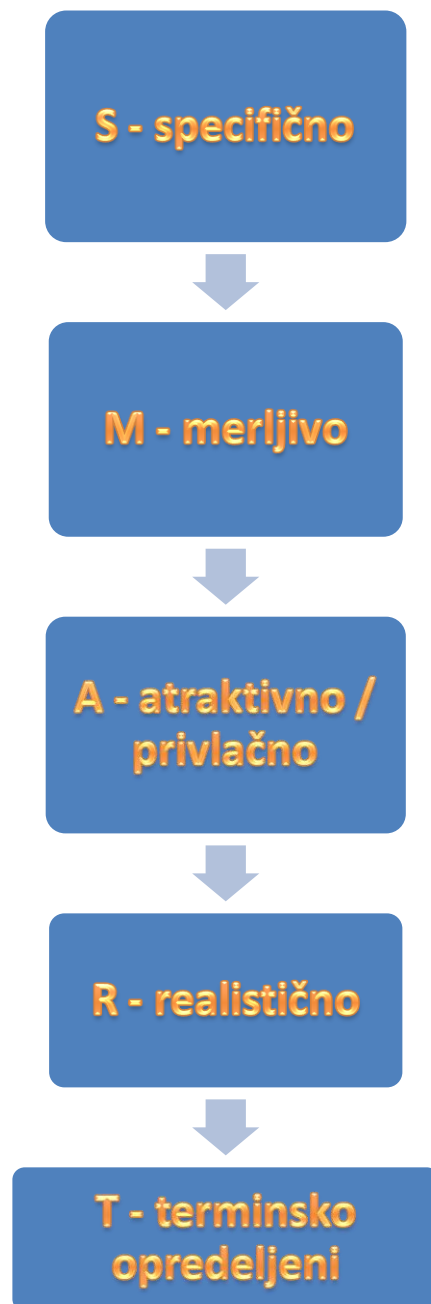 S - specifično
M - merljivo
A - atraktivno /
privlačno
R - realistično
T - terminsko
opredeljeni